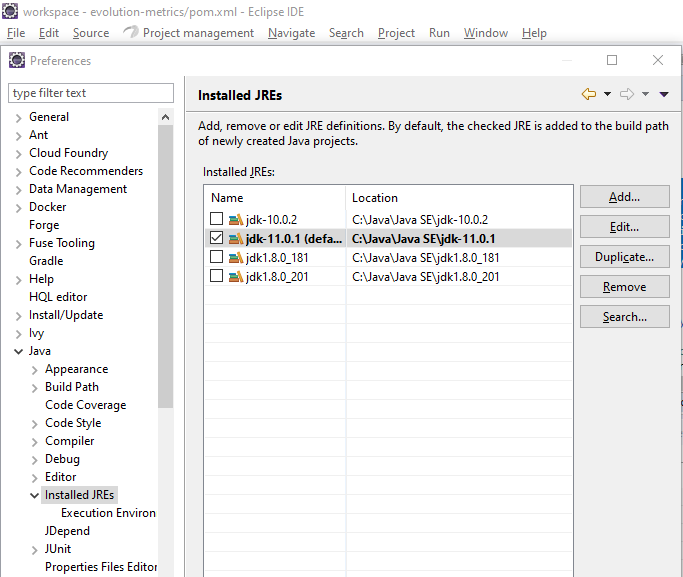 workspace - evolution-metrics/pom.xml - Eclipse IDE
File Edit Source Project management Navigate Search Project Run Window Help
Preferences
type filter text
General
Ant
Cloud Foundry
Code Recommenders
Data Management
Docker
Forge
Fuse Tooling
Gradle
Help
HQL editor
Install/Update
Ivy
Java
Appearance
Build Path
Code Coverage
Code Style
Compiler
Debug
Editor
Installed JREs
Execution Environ
JDepend
JUnit
Properties Files Editor
Installed JREs
Add, remove or edit JRE definitions. By default, the checked JRE is added to the build path
of newly created Java projects.
Installed JREs:
Name Location
jdk-10.0.2 C:\Java\Java SE\jdk-10.0.2
jdk-11.0.1 (defa... C:\Java\Java SE\jdk-11.0.1
jdk1.8.0_181 C:\Java\Java SE\jdk1.8.0_181
jdk1.8.0_201 C:\Java\Java SE\jdk1.8.0_201
Add...
Edit...
Duplicate...
Remove
Search...